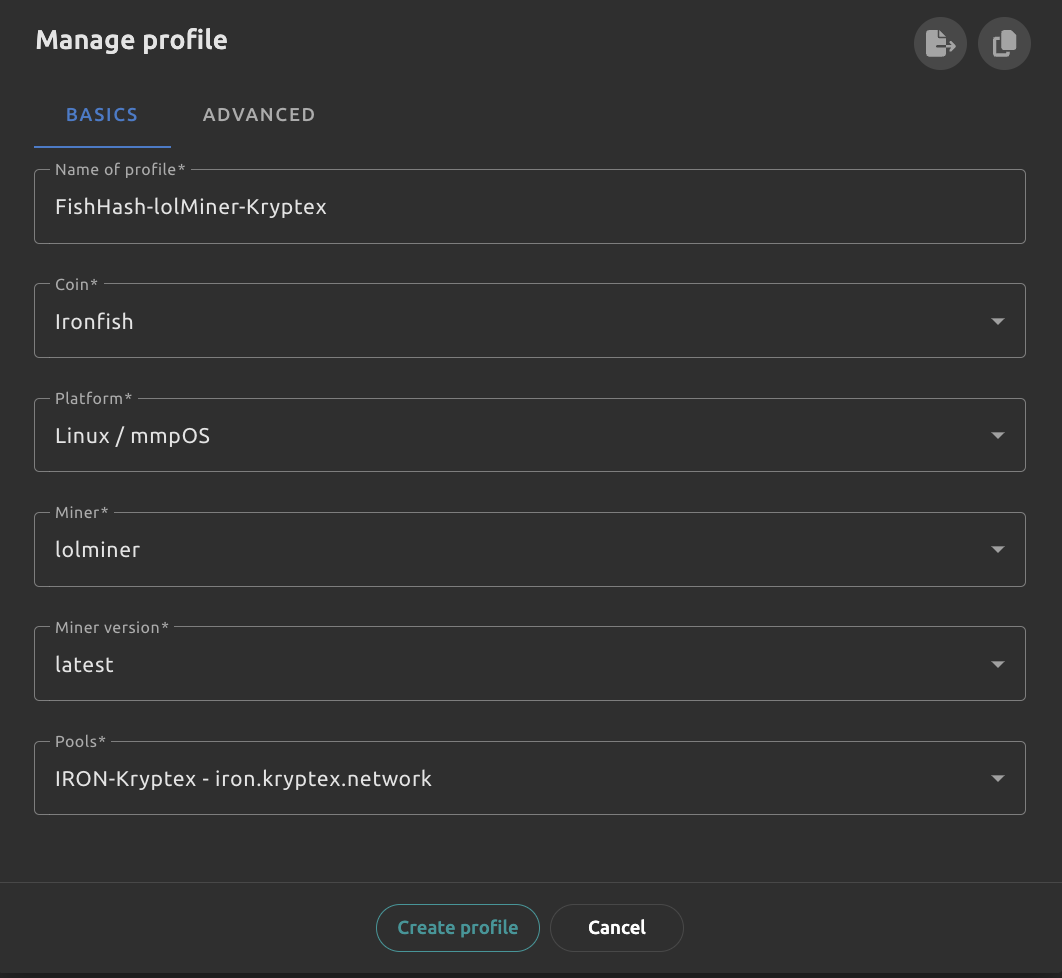 Manage profile
BASICS
ADVANCED
Name of profile*
FishHash-lolMiner-Kryptex
Coin*
Ironfish
Platform*
Linux / mmpOS
Miner*
lolminer
Miner version*
latest
Pools*
IRON-Kryptex - iron.kryptex.network
Create profile
Cancel